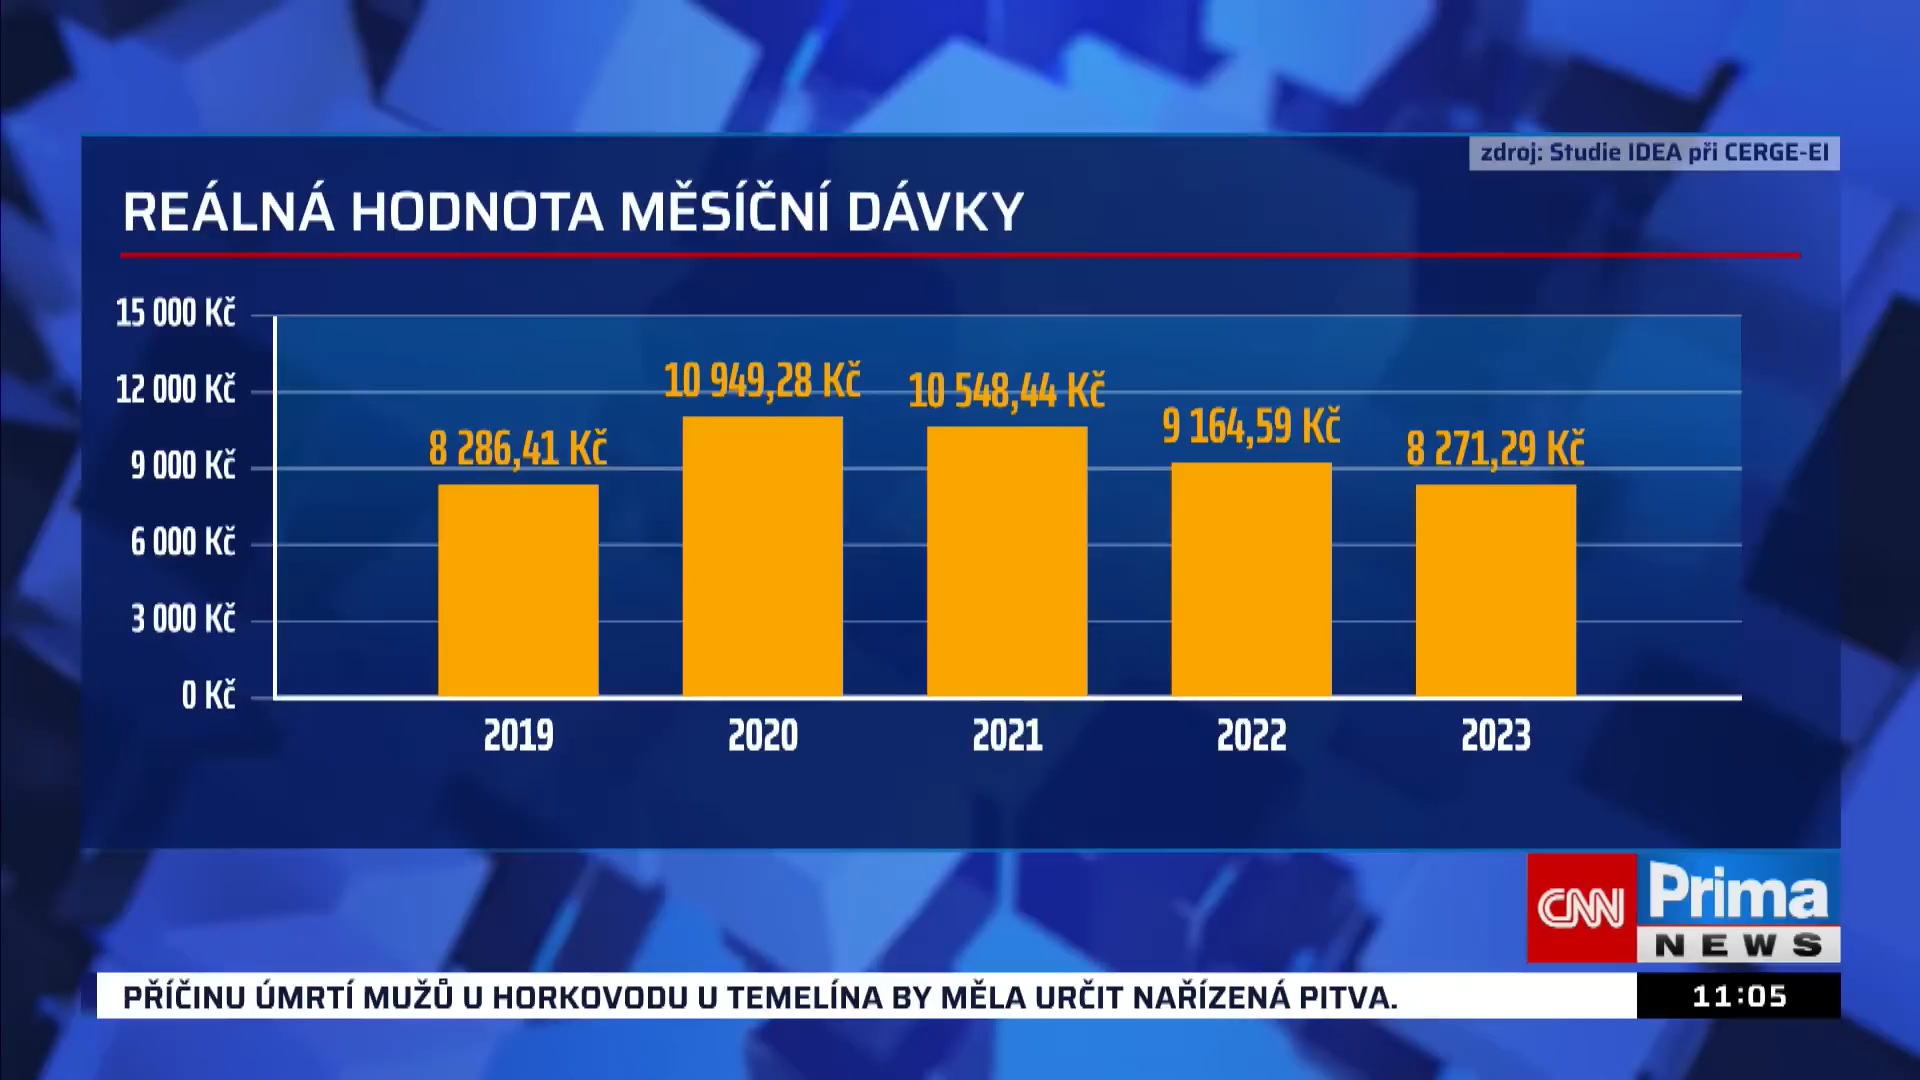 zdroj: Studie IDEA při CERGE-EI
REÁLNÁ HODNOTA MĚSÍČNÍ DÁVKY
15 000 Kč
12 000 Kč
9 000 Kč
6 000 Kč
3 000 Kč
0 Kč
8 286,41 Kč
10 949,28 Kč
10 548,44 Kč
9 164,59 Kč
8 271,29 Kč
2019
2020
2021
2022
2023
CNN Prima
NEWS
PŘÍČINU ÚMRTÍ MUŽŮ U HORKOVODU U TEMELÍNA BY MĚLA URČIT NAŘÍZENÁ PITVA.
11:05